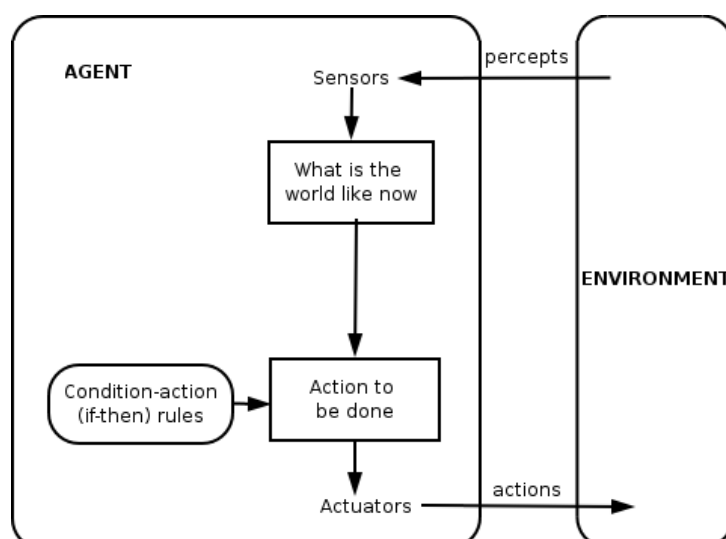 AGENT
percepts
Sensors
What is the
world like now
ENVIRONMENT
Condition-action
(if-then) rules
Action to
be done
Actuators
actions